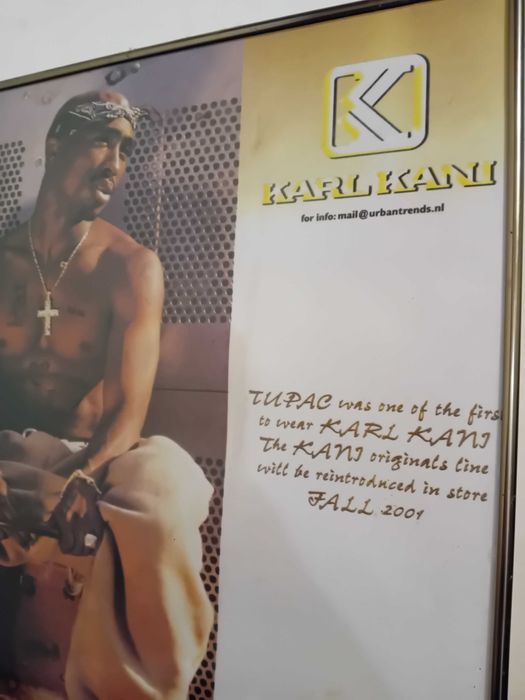 K
KARL KANI
for info: mail@urbantrends.nl
TUPAC was one of the first
to wear KARL KANI
The KANI originals line
will be reintroduced in store
FALL 2001